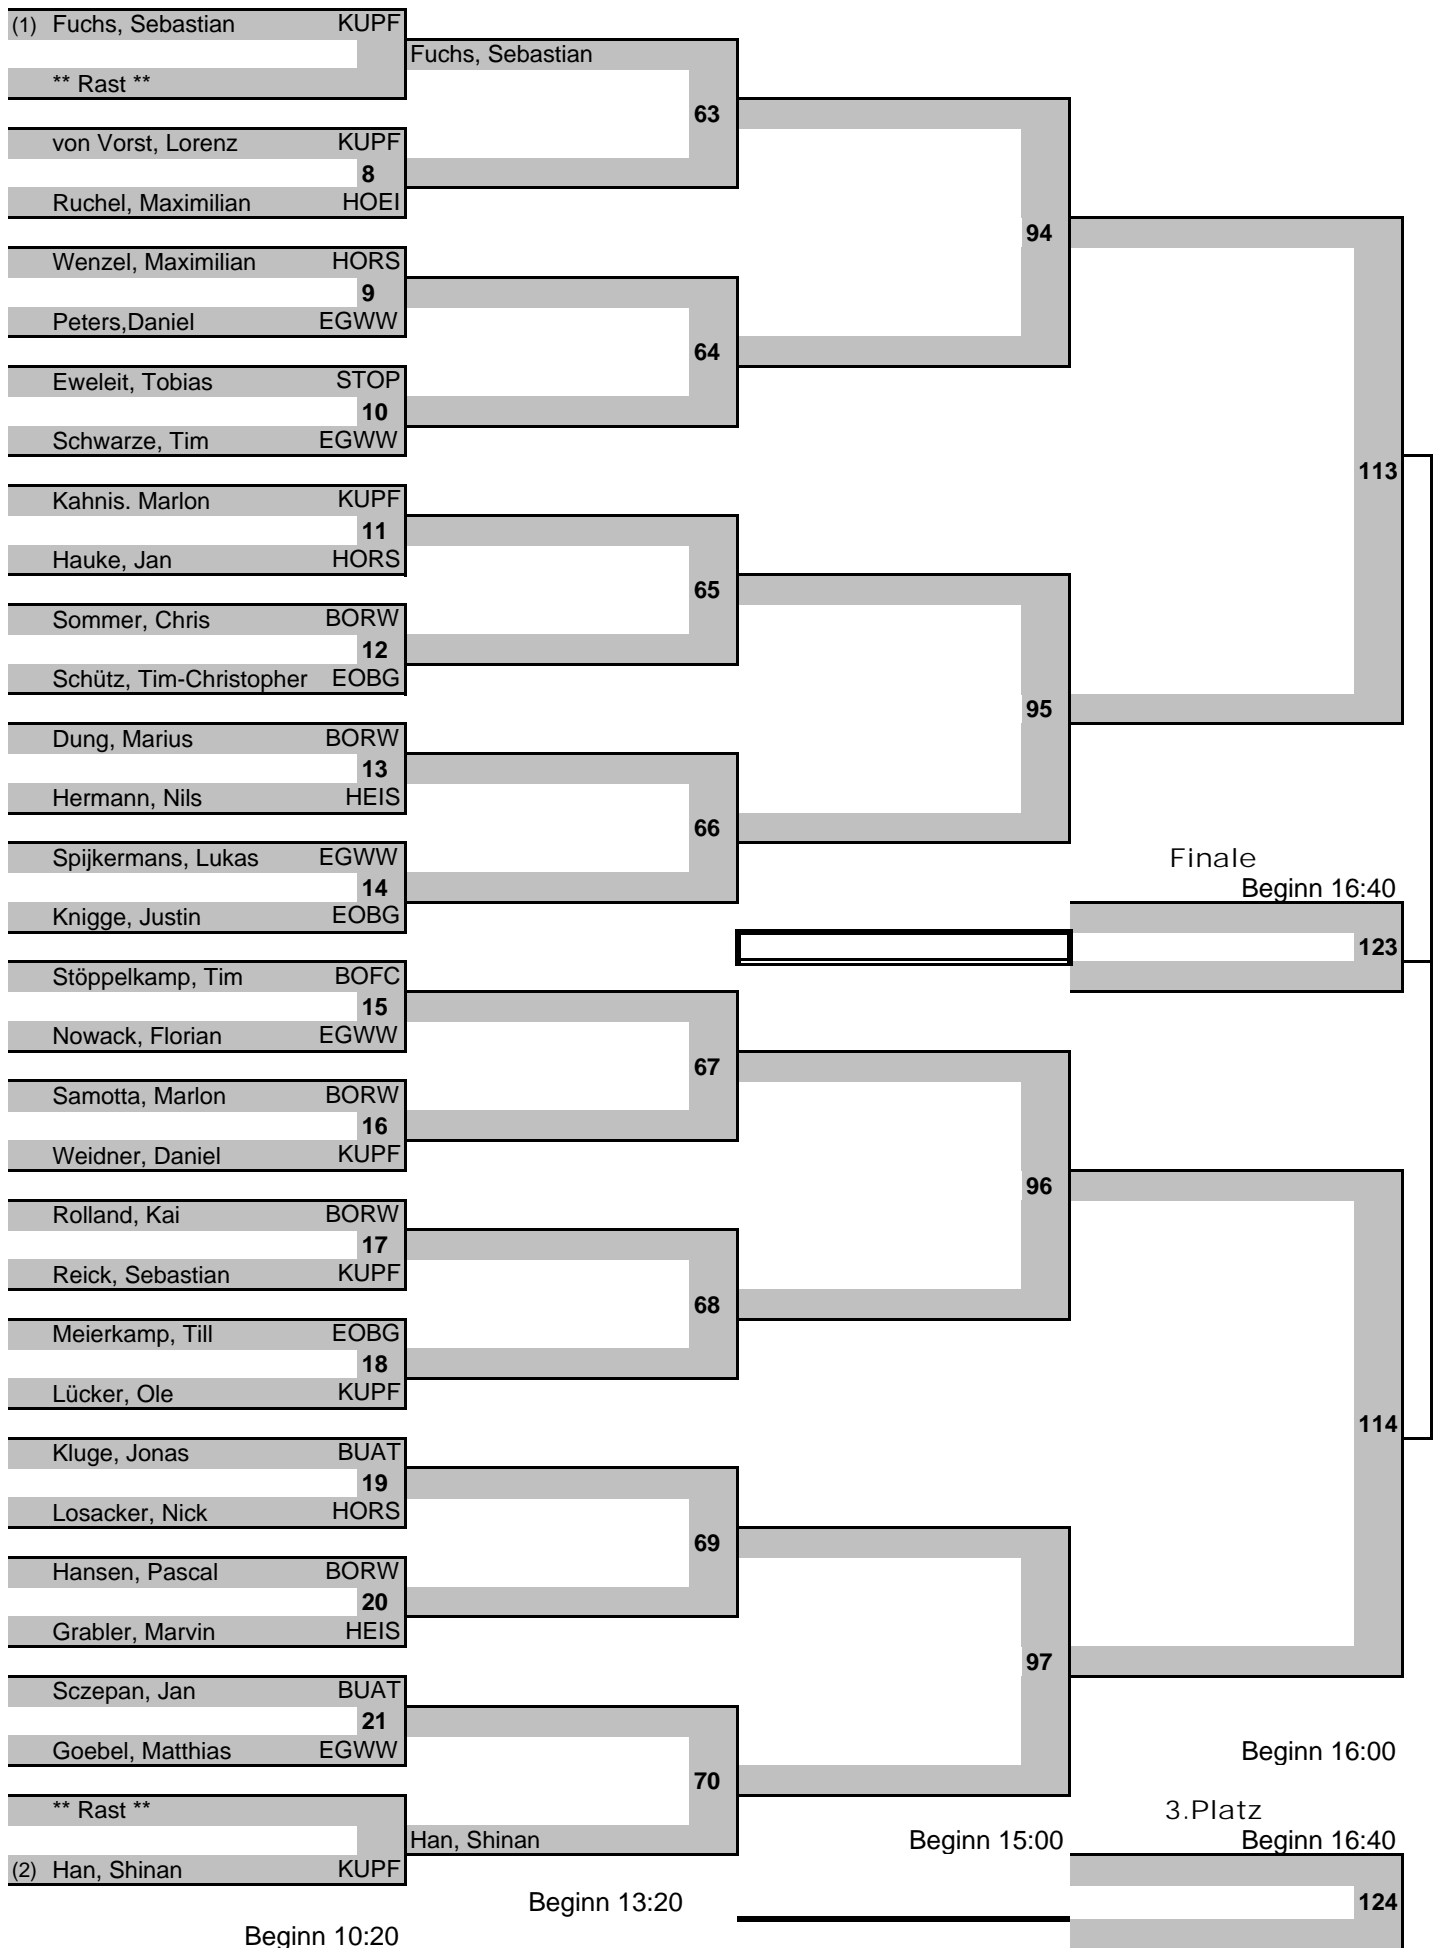 (1) Fuchs, Sebastian KUPF
Fuchs, Sebastian
** Rast **
63
von Vorst, Lorenz KUPF
8
Ruchel, Maximilian HOEI
94
Wenzel, Maximilian HORS
9
Peters,Daniel EGWW
64
Eweleit, Tobias STOP
10
Schwarze, Tim EGWW
113
Kahnis. Marlon KUPF
11
Hauke, Jan HORS
65
Sommer, Chris BORW
12
Schütz, Tim-Christopher EOBG
95
Dung, Marius BORW
13
Hermann, Nils HEIS
66
Spijkermans, Lukas EGWW
Finale
14
Beginn 16:40
Knigge, Justin EOBG
123
Stöppelkamp, Tim BOFC
15
Nowack, Florian EGWW
67
Samotta, Marlon BORW
16
Weidner, Daniel KUPF
96
Rolland, Kai BORW
17
Reick, Sebastian KUPF
68
Meierkamp, Till EOBG
18
Lücker, Ole KUPF
114
Kluge, Jonas BUAT
19
Losacker, Nick HORS
69
Hansen, Pascal BORW
20
Grabler, Marvin HEIS
97
Sczepan, Jan BUAT
21
Goebel, Matthias EGWW
Beginn 16:00
70
** Rast **
3.Platz
Han, Shinan
Beginn 15:00
Beginn 16:40
(2) Han, Shinan KUPF
Beginn 13:20
124
Beginn 10:20